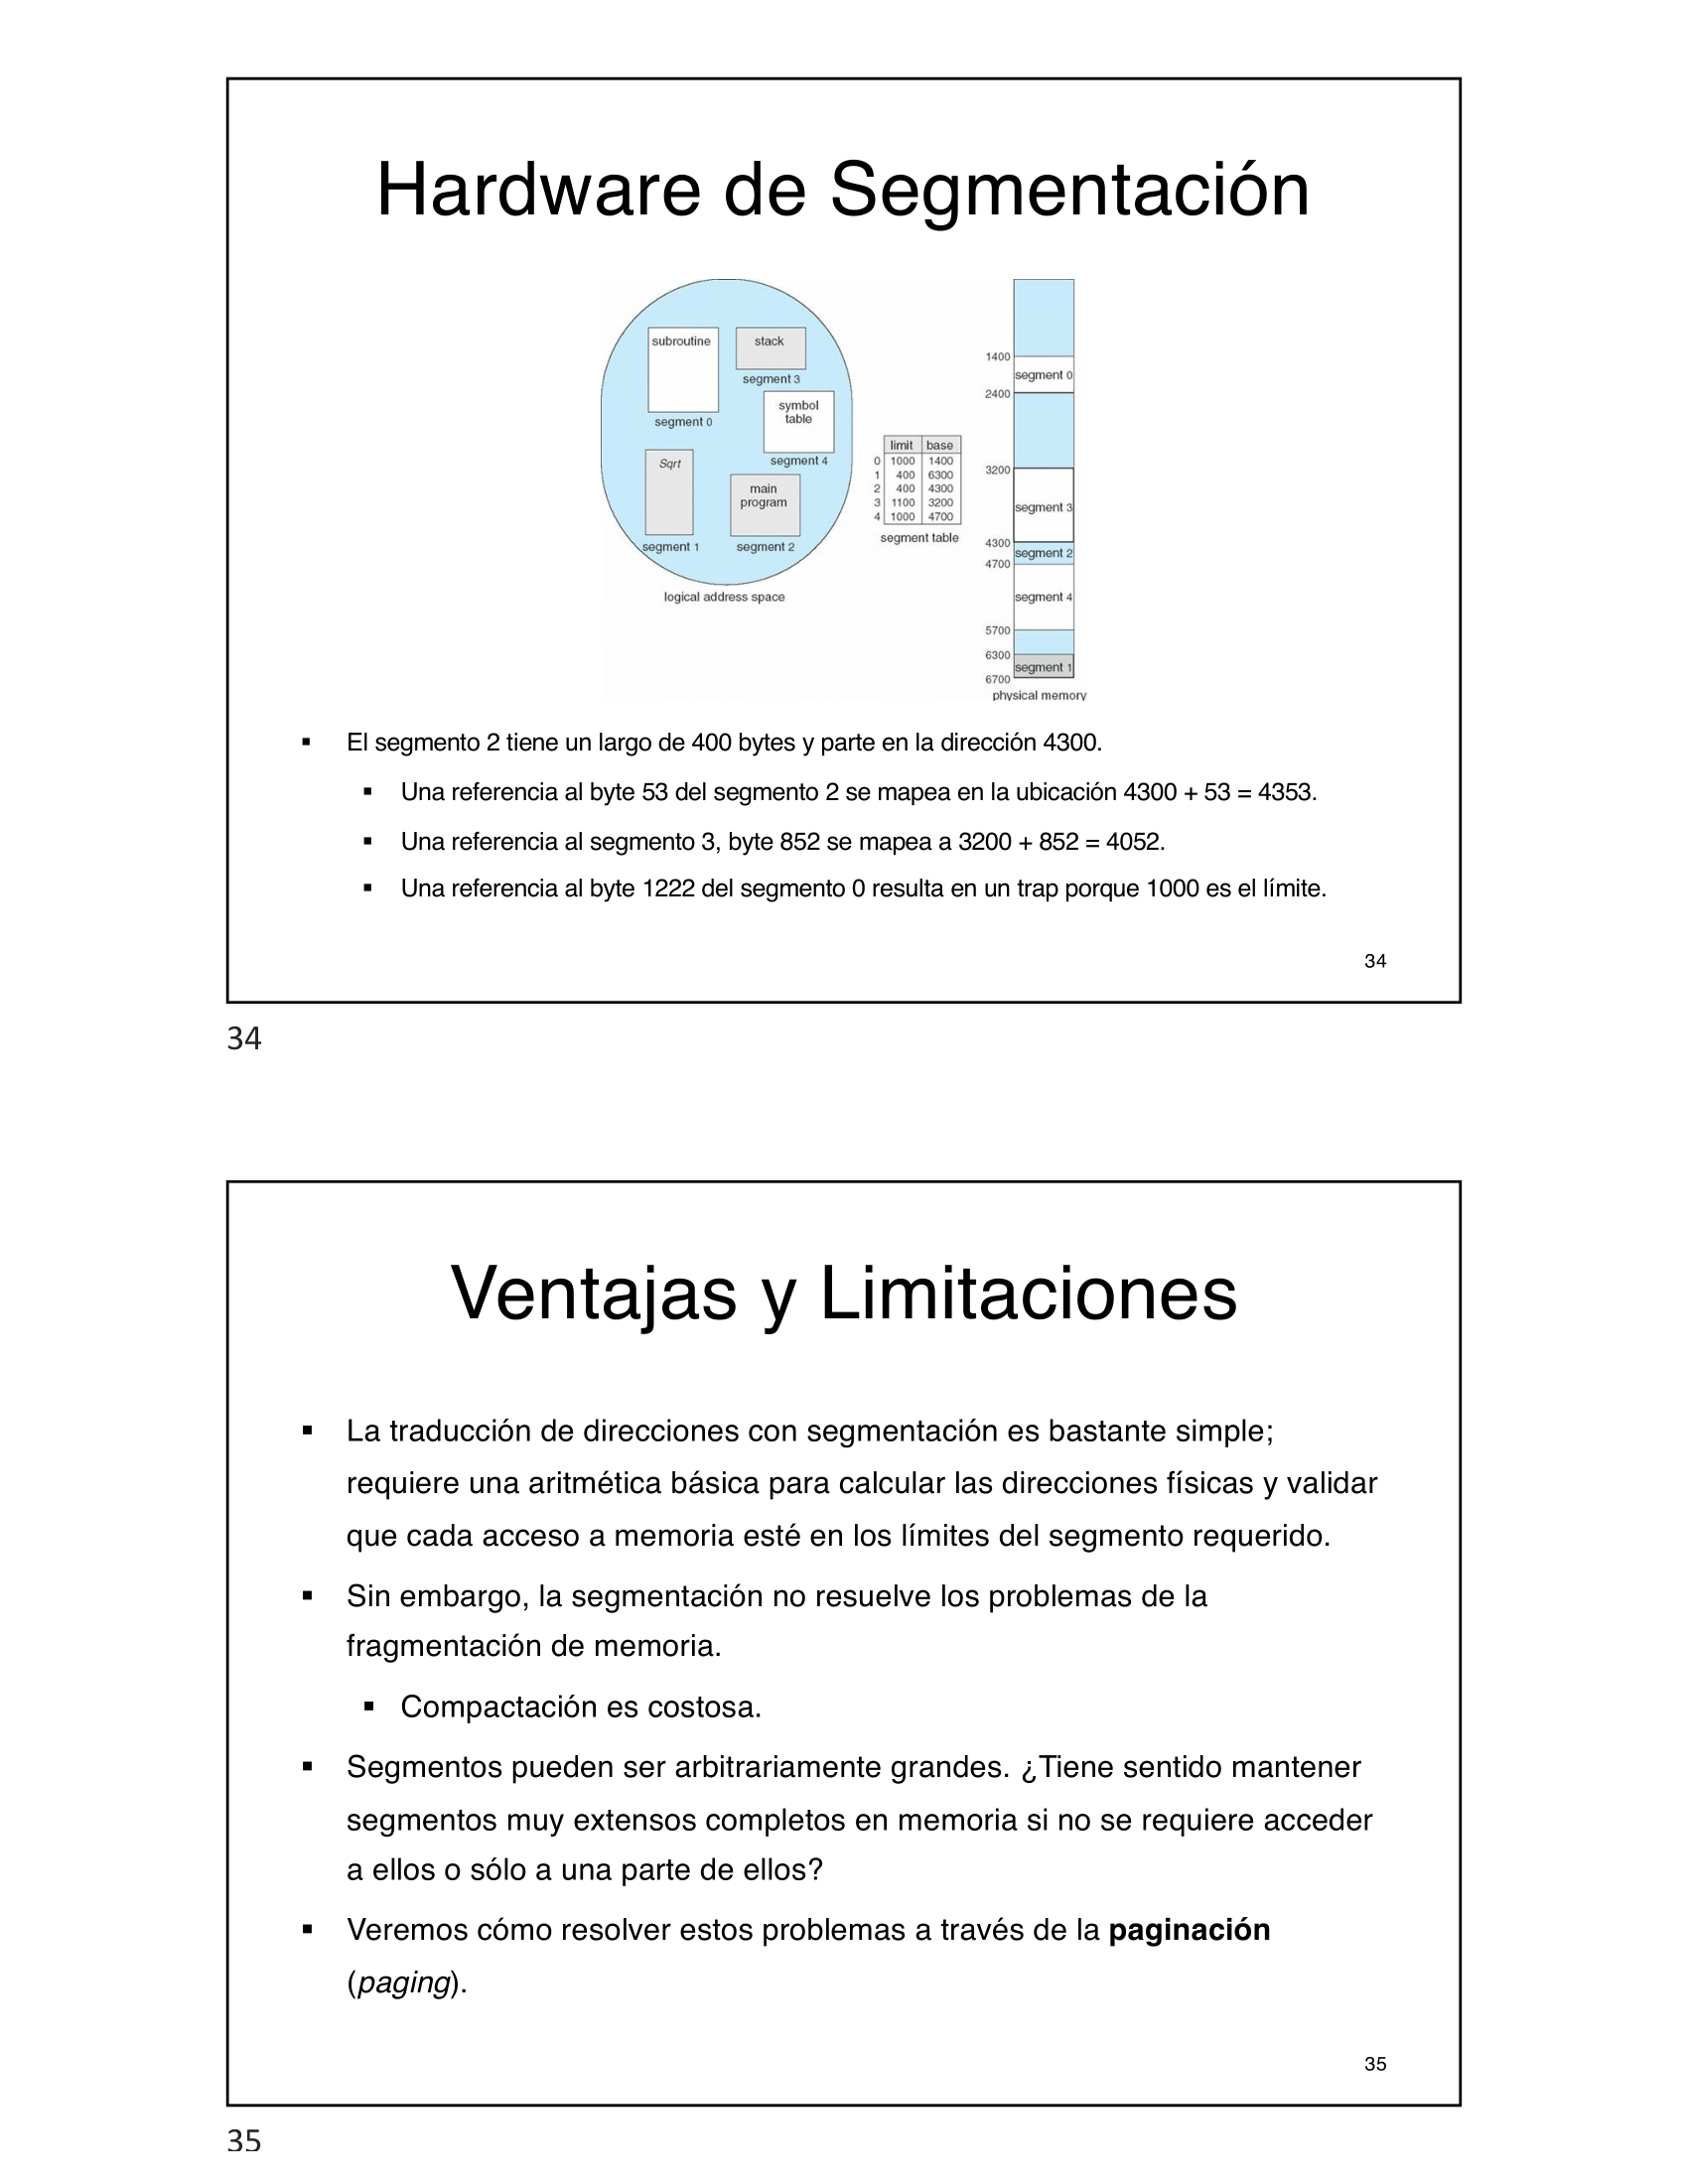 Hardware de Segmentación
subroutine
stack
segment 3
symbol
table
segment 0
segment 4
Sqrt
main
program
segment 1
segment 2
logical address space
limit base
0 1000 1400
1 400 6300
2 400 4300
3 1100 3200
4 1000 4700
segment table
1400
segment 0
2400
3200
segment 3
4300
segment 2
4700
segment 4
5700
6300
segment 1
6700
physical memory
▪ El segmento 2 tiene un largo de 400 bytes y parte en la dirección 4300.
▪ Una referencia al byte 53 del segmento 2 se mapea en la ubicación 4300 + 53 = 4353.
▪ Una referencia al segmento 3, byte 852 se mapea a 3200 + 852 = 4052.
▪ Una referencia al byte 1222 del segmento 0 resulta en un trap porque 1000 es el límite.
34
34
Ventajas y Limitaciones
▪ La traducción de direcciones con segmentación es bastante simple;
requiere una aritmética básica para calcular las direcciones físicas y validar
que cada acceso a memoria esté en los límites del segmento requerido.
▪ Sin embargo, la segmentación no resuelve los problemas de la
fragmentación de memoria.
▪ Compactación es costosa.
▪ Segmentos pueden ser arbitrariamente grandes. ¿Tiene sentido mantener
segmentos muy extensos completos en memoria si no se requiere acceder
a ellos o sólo a una parte de ellos?
▪ Veremos cómo resolver estos problemas a través de la paginación
(paging).
35
35